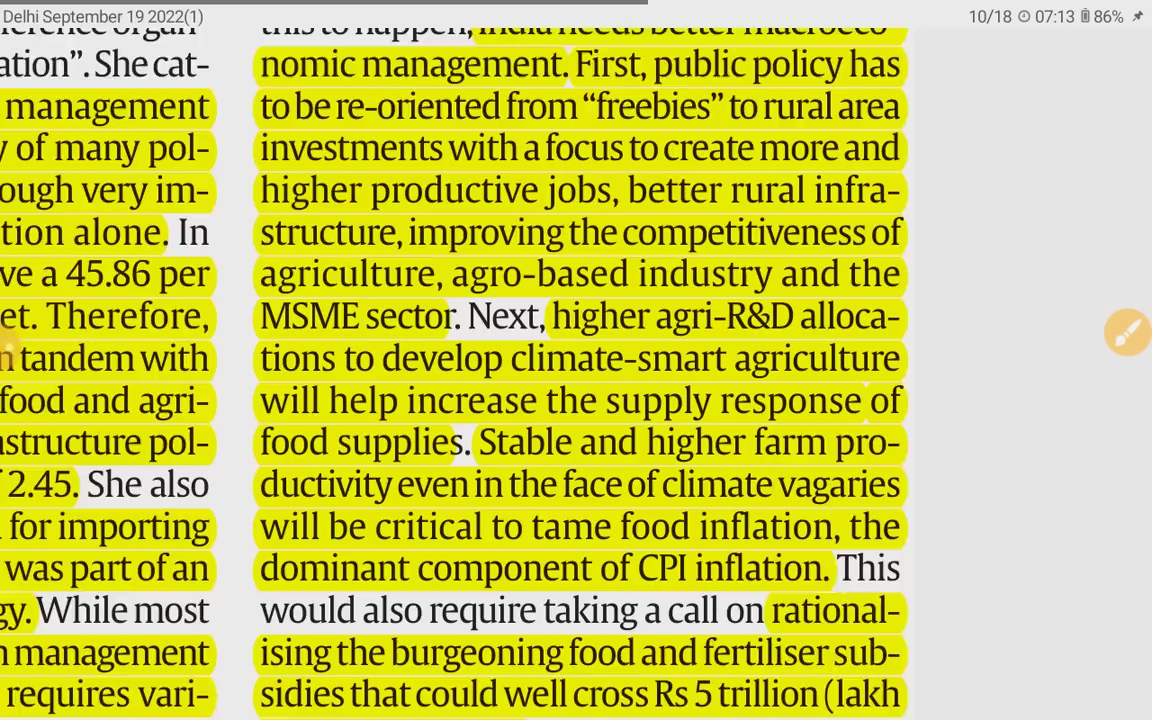 Delhi September 19 2022(1)
10/18 07:13 86%
ation". She cat-
management
y of many pol-
ough very im-
tion alone. In
ve a 45.86 per
et. Therefore,
n tandem with
food and agri-
astructure pol-
2.45. She also
for importing
was part of an
gy. While most
n management
requires vari-
this to happen, India needs better macroeco-
nomic management. First, public policy has
to be re-oriented from “freebies” to rural area
investments with a focus to create more and
higher productive jobs, better rural infra-
structure, improving the competitiveness of
agriculture, agro-based industry and the
MSME sector. Next, higher agri-R&D alloca-
tions to develop climate-smart agriculture
will help increase the supply response of
food supplies. Stable and higher farm pro-
ductivity even in the face of climate vagaries
will be critical to tame food inflation, the
dominant component of CPI inflation. This
would also require taking a call on rational-
ising the burgeoning food and fertiliser sub-
sidies that could well cross Rs 5 trillion (lakh